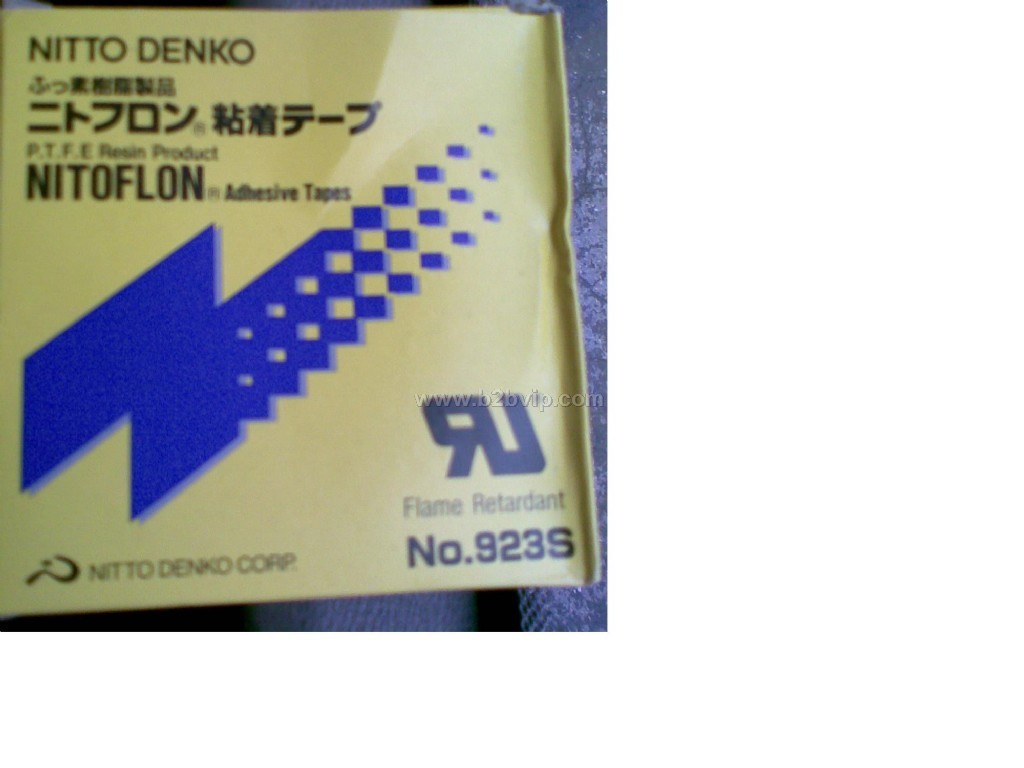 NITTO DENKO
ふっ素樹脂製品
ニトフロン® 粘着テープ
P.T.F.E Resin Product
NITOFLON® Adhesive Tapes
www.b2bvip.com
RU
Flame Retardant
No.923S
NITTO DENKO CORP.